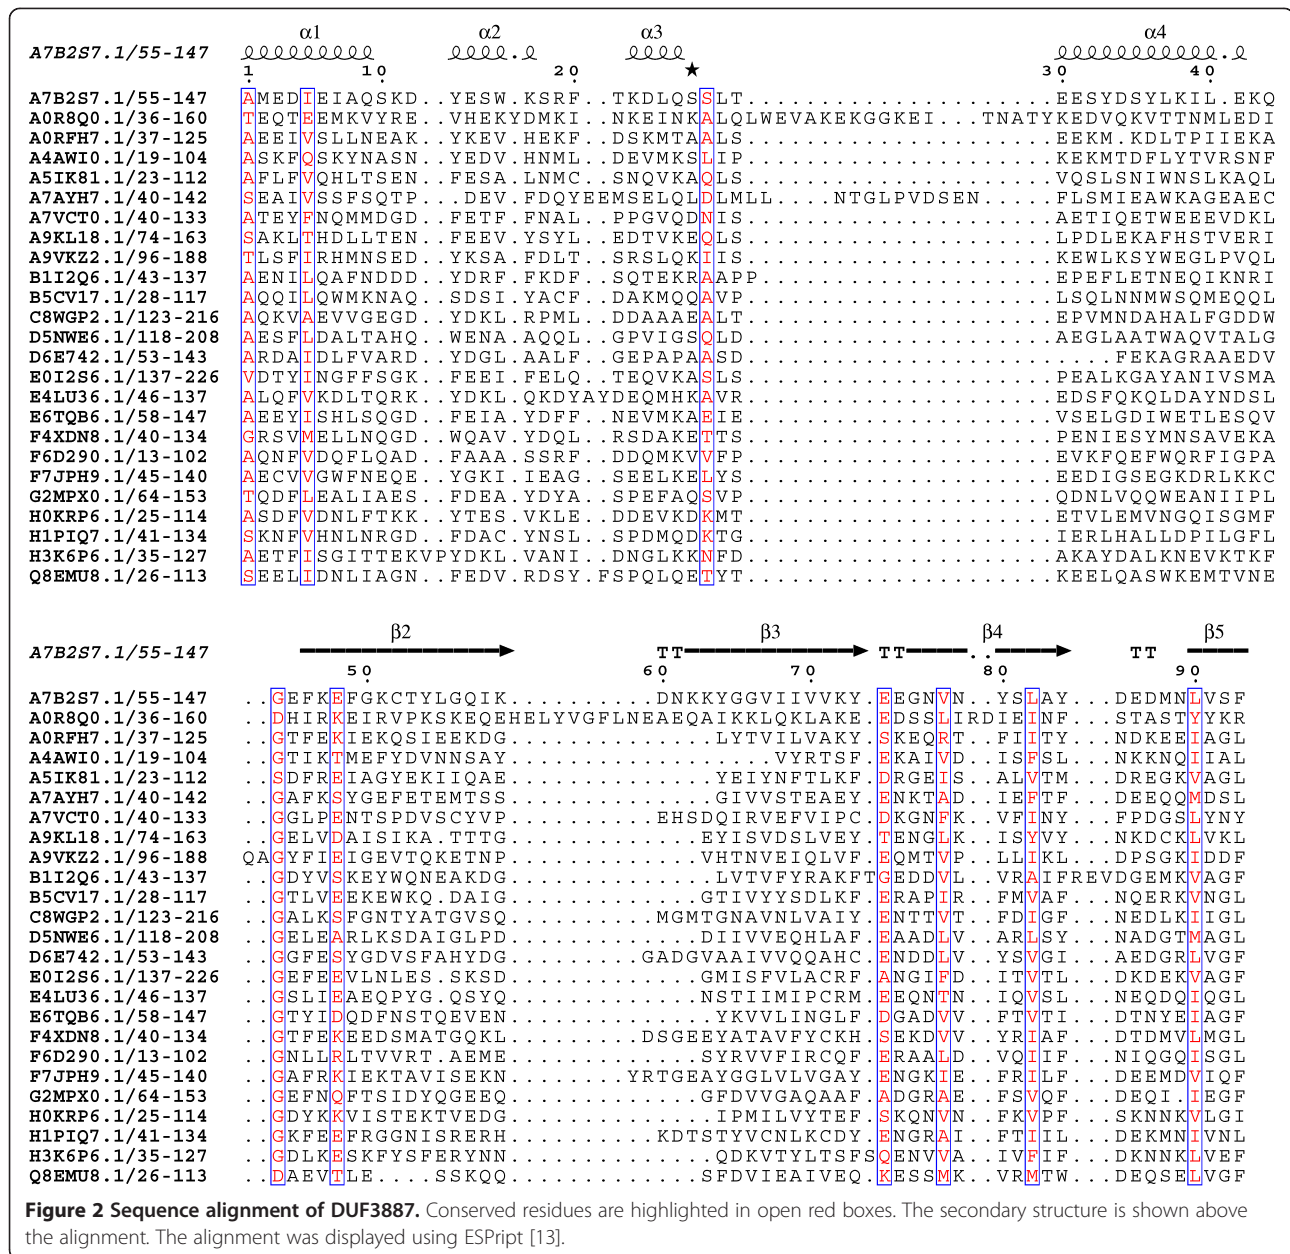 α1 α2 α3 α4
A7B2S7.1/55-147
1 10 20 ★ 30 40
A7B2S7.1/55-147 AMEDIEIAQSKD..YESW.KSRF..TKDLQSSLT.....................EESYDSYLKIL.EKQ
A0R8Q0.1/36-160 TEQTEEMKVYRE..VHEKYDMKI..NKEINKALQLWEVAKEKGGKEI...TNATYKEDVQKVTTNMLEDI
A0RFH7.1/37-125 AEEIVSLLNEAK..YKEV.HEKF..DSKMTAALS.....................EEKM.KDLTPIIEKA
A4AWI0.1/19-104 ASKFQSKYNASN..YEDV.HNML..DEVMKSLIP.....................KEKMTDFLYTVRSNF
A5IK81.1/23-112 AFLFVQHLTSEN..FESA.LNMC..SNQVKAQLS.....................VQSLSNIWNSLKAQL
A7AYH7.1/40-142 SEAIVSSFSQTP...DEV.FDQYEEMSELQLDLMLL....NTGLPVDSEN.....FLSMIEAWKAGEAEC
A7VCT0.1/40-133 ATEYFNQMMDGD..FETF.FNAL..PPGVQDNIS.....................AETIQETWEEEVDKL
A9KL18.1/74-163 SAKLTHDLLTEN..FEEV.YSYL..EDTVKEQLS.....................LPDLEKAFHSTVERI
A9VKZ2.1/96-188 TLSFIRHMNSED..YKSA.FDLT..SRSLQKIIS.....................KEWLKSYWEGLPVQL
B1I2Q6.1/43-137 AENILQAFNDDD..YDRF.FKDF..SQTEKRAAPP....................EPEFLETNEQIKNRI
B5CV17.1/28-117 AQQILQWMKNAQ..SDSI.YACF..DAKMQQAVP.....................LSQLNNMWSQMEQQL
C8WGP2.1/123-216 AQKVAEVVGEGD..YDKL.RPML..DDAAAEALT.....................EPVMNDAHALFGDDW
D5NWE6.1/118-208 AESFLDALTAHQ..WENA.AQQL..GPVIGSQLS.....................AEGLAATWAQVTALG
D6E742.1/53-143 ARDAIDLFVARD..YDGL.AALF..GEPAPAASD.........................FEKAGRAAEDV
E0I2S6.1/137-226 VDTYINGFFSGK..FEEI.FELQ..TEQVKASLS.....................PEALKGAYANIVSMA
E4LU36.1/46-137 ALQFVKDLTQRK..YDKL.QKDYAYDEQMHKAVR.....................EDSFQKQLDAYNDSL
E6TQB6.1/58-147 AEEYISHLSQGD..FEIA.YDFF..NEVMKAEIE.....................VSELGDIWETLESQV
F4XDN8.1/40-134 GRSVMELLNQGD..WQAV.YDQL..RSDAKETTS.....................PENIESYMNSAVEKA
F6D290.1/13-102 AQNFVDQFLQAD..FAAA.SSRF..DDQMKVVFP.....................EVKFQEFWQRFIGPA
F7JPH9.1/45-140 AECVVGWFNEQE..YGKI.IEAG..SEELKELYS.....................EEDIGSEGKDRLKKC
G2MPX0.1/64-153 TQDFLEALIAES..FDEA.YDYA..SPEFAQSVP.....................QDNLVQQWEANIIPL
H0KRP6.1/25-114 ASDFVDNLFTKK..YTES.VKLE..DDEVKDKMT.....................ETVLEMVNGQISGMF
H1PIQ7.1/41-134 SKNFVHNLNRGD..FDAC.YNSL..SPDMQDKTG.....................IERLHALLDPILGFL
H3K6P6.1/35-127 AETFISGITTEKVPYDKL.VANI..DNGLKKNFD.....................AKAYDALKNEVKTKF
Q8EMU8.1/26-113 SEELIDNLIAGN..FEDV.RDSY.FSPQLQETYT.....................KEELQASWKEMTVNE
β2 β3 β4 β5
A7B2S7.1/55-147 TT TT .. TT
50 60 70 80 90
A7B2S7.1/55-147 ..GEFKEFGKCTYLGQIK..........DNKKYGGVIIVVKY.EEGNVN..YSLAY...DEDMNLVSF
A0R8Q0.1/36-160 ..DHIRKEIRVPKSKEQEHELYVGFLNEAEQAIKKLQKLAKE.EDSSLIRDIEINF...STASTYYKR
A0RFH7.1/37-125 ..GTFEKIEKQSIEEKDG..............LYTVILVAKY.SKEQRT..FIITY...NDKEEIAGL
A4AWI0.1/19-104 ..GTIKTMEFYDVNNSAY..................VYRTSF.EKAIVD..ISFSL...NKKNQIIAL
A5IK81.1/23-112 ..SDFREIAGYEKIIQAE..............YEIYNFTLKF.DRGEIS..ALVTM...DREGKVAGL
A7AYH7.1/40-142 ..GAFKSYGEFETEMTSS..............GIVVSTEAEY.ENKTAD..IEFTF...DEEQQMDSL
A7VCT0.1/40-133 ..GGLPENTSPDVSCYVP..........EHSDQIRVEFVIPC.DKGNFK..VFINY...FPDGSLYNY
A9KL18.1/74-163 ..GELVDAISIKA.TTTG.............EYISVDSLVEY.TENGLK..ISYVY...NKDCKLVKL
A9VKZ2.1/96-188 QAGYFIEIGEVTQKETNP.............VHTNVEIQLVF.EQMTVP..LLIKL...DPSGKIDDF
B1I2Q6.1/43-137 ..GDYVSKEYWQNEAKDG..............LVTVFYRAKFTGEDDVL..VRAIFREVDGEMKVAGF
B5CV17.1/28-117 ..GTLVEEKEWKQ.DAIG.............GTIVYYSDLKF.ERAPIR..FMVAF...NQERKVNGL
C8WGP2.1/123-216 ..GALKSFGNTYATGVSQ..........MGMTGNAVNLVAIY.ENTTVT..FDIGF...NEDLKIIGL
D5NWE6.1/118-208 ..GELEARLKSDAIGLPD.............DIIVVEQHLAF.EAADLV..ARLSY...NADGTMAGL
D6E742.1/53-143 ..GGFESYGDVSFAHYDG.........GADGVAAIVVQQAHC.ENDDLV..YSVGI...AEDGRLVGF
E0I2S6.1/137-226 ..GEFEEVLNLES.SKSD.............GMISFVLACRF.ANGIFD..ITVTL...DKDEKVAGF
E4LU36.1/46-137 ..GSLIEAEQPYG.QSYQ.............NSTIIMIPCRM.EEQNTN..IQVSL...NEQDQIQGL
E6TQB6.1/58-147 ..GTYIDQDFNSTQEVEN..............YKVVLINGLF.DGADVV..FTVTI...DTNYEIAGF
F4XDN8.1/40-134 ..GTFEKEEDSMATGQKL.........DSGEEYATAVFYCKH.SEKDVV..YRIAF...DTDMVLMGL
F6D290.1/13-102 ..GNLLRLTVVRT.AEME.............SYRVVFIRCQF.ERAALD..VQIIF...NIQGQISGL
F7JPH9.1/45-140 ..GAFRKIEKTAVISEKN........YRTGEAYGGLVLVGAY.ENGKIE..FRILF...DEEMDVIQF
G2MPX0.1/64-153 ..GEFNQFTSIDYQGEEQ..............GFDVVGAQAAF.ADGRAE..FSVQF...DEQI.IEGF
H0KRP6.1/25-114 ..GDYKKVISTEKTVEDG.............IPMILVYTEF.SKQNVN..FKVPF...SKNNKVLGI
H1PIQ7.1/41-134 ..GKFEEFRGGNISRERH..........KDTSTYVCNLKCDY.ENGRAI..FTIIL...DEKMNIVNL
H3K6P6.1/35-127 ..GDLKESKFYSFERYNN..............QDKVTYLTSFSQENVVA..IVFIF...DKNNKLVEF
Q8EMU8.1/26-113 ..DAEVTLE....SSKQQ.............SFDVIEAIVEQ.KESSMK..VRMTW...DEQSELVGF
Figure 2 Sequence alignment of DUF3887. Conserved residues are highlighted in open red boxes. The secondary structure is shown above
the alignment. The alignment was displayed using ESPript [13].